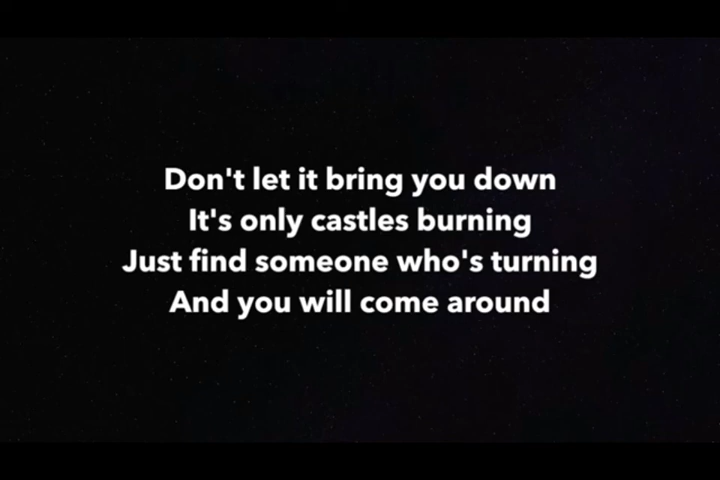 Don't let it bring you down
It's only castles burning
Just find someone who's turning
And you will come around